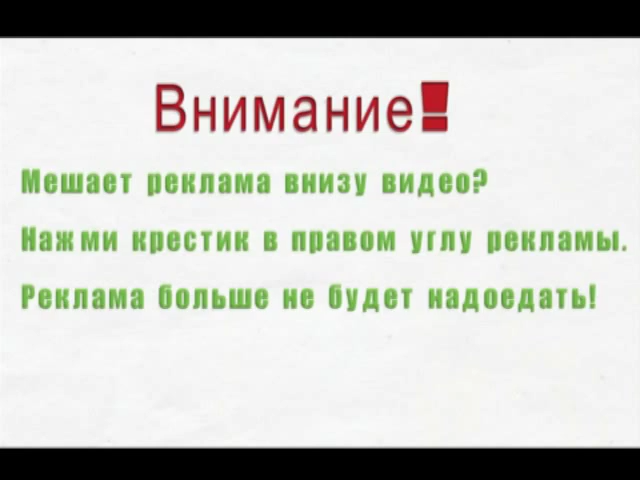 Внимание!
Мешает реклама внизу видео?
Нажми крестик в правом углу рекламы.
Реклама больше не будет надоедать!